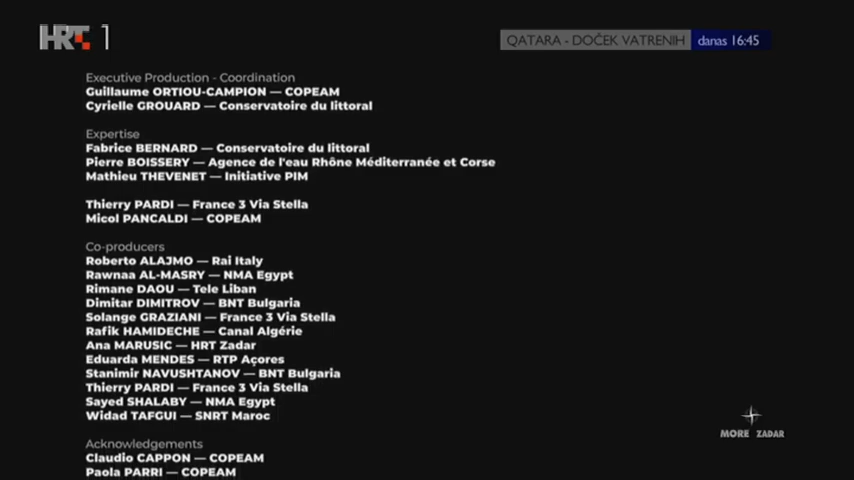 HRT 1
QATARA - DOČEK VATRENIH danas 16:45
Executive Production - Coordination
Guillaume ORTIOU-CAMPION — COPEAM
Cyrielle GROUARD — Conservatoire du littoral
Expertise
Fabrice BERNARD — Conservatoire du littoral
Pierre BOISSERY — Agence de l'eau Rhône Méditerranée et Corse
Mathieu THEVENET — Initiative PIM
Thierry PARDI — France 3 Via Stella
Micol PANCALDI — COPEAM
Co-producers
Roberto ALAJMO — Rai Italy
Rawnaa AL-MASRY — NMA Egypt
Rimane DAOU — Tele Liban
Dimitar DIMITROV — BNT Bulgaria
Solange GRAZIANI — France 3 Via Stella
Rafik HAMIDECHE — Canal Algérie
Ana MARUSIC — HRT Zadar
Eduarda MENDES — RTP Açores
Stanimir NAVUSHTANOV — BNT Bulgaria
Thierry PARDI — France 3 Via Stella
Sayed SHALABY — NMA Egypt
Widad TAFGUI — SNRT Maroc
MORE ZADAR
Acknowledgements
Claudio CAPPON — COPEAM
Paola PARRI — COPEAM